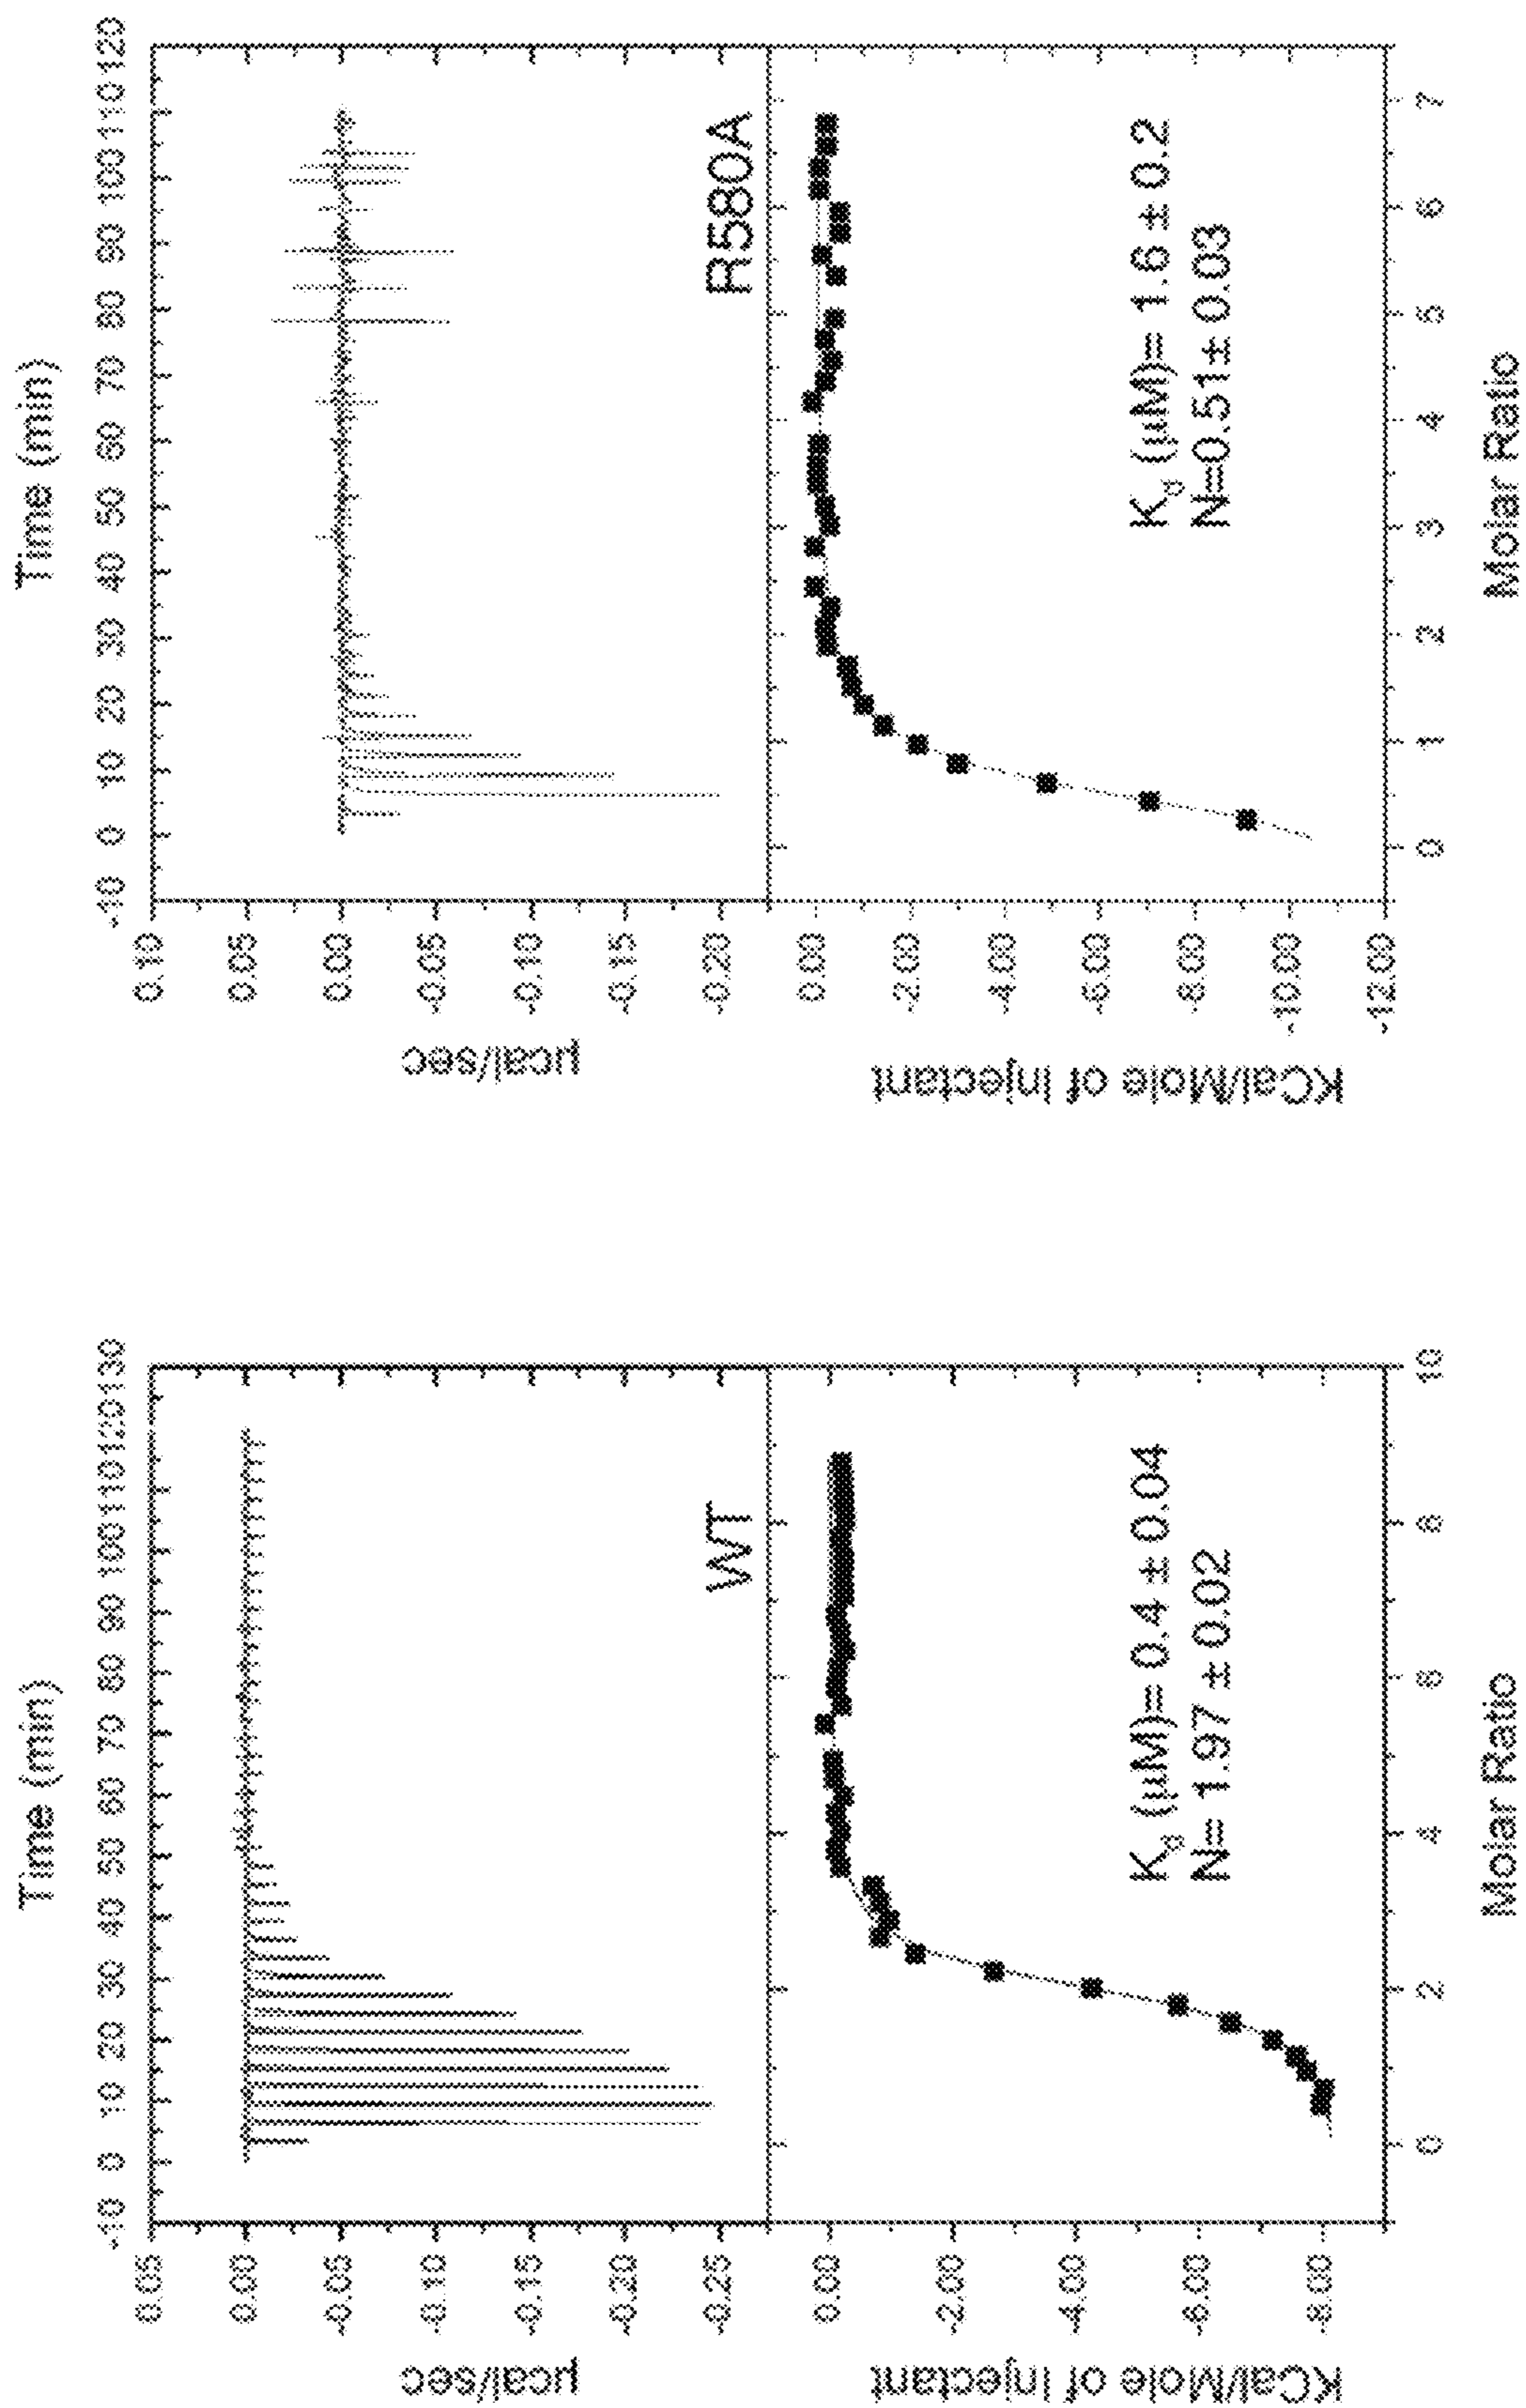 Time (min)
-10 0 10 20 30 40 50 60 70 80 90 100 110 120 130
0.05
0.00
-0.05
-0.10
-0.15
-0.20
-0.25
µcal/sec
WT
0.00
-2.00
-4.00
-6.00
-8.00
KCal/Mole of Injectant
K_d (µM)= 0.4 ± 0.04
N= 1.97 ± 0.02
0 2 4 6 8 10
Molar Ratio
Time (min)
-10 0 10 20 30 40 50 60 70 80 90 100 110 120
0.10
0.05
0.00
-0.05
-0.10
-0.15
-0.20
µcal/sec
R580A
0.00
-2.00
-4.00
-6.00
-8.00
-10.00
-12.00
KCal/Mole of Injectant
K_d (µM)= 1.6 ± 0.2
N=0.51± 0.03
0 1 2 3 4 5 6 7
Molar Ratio